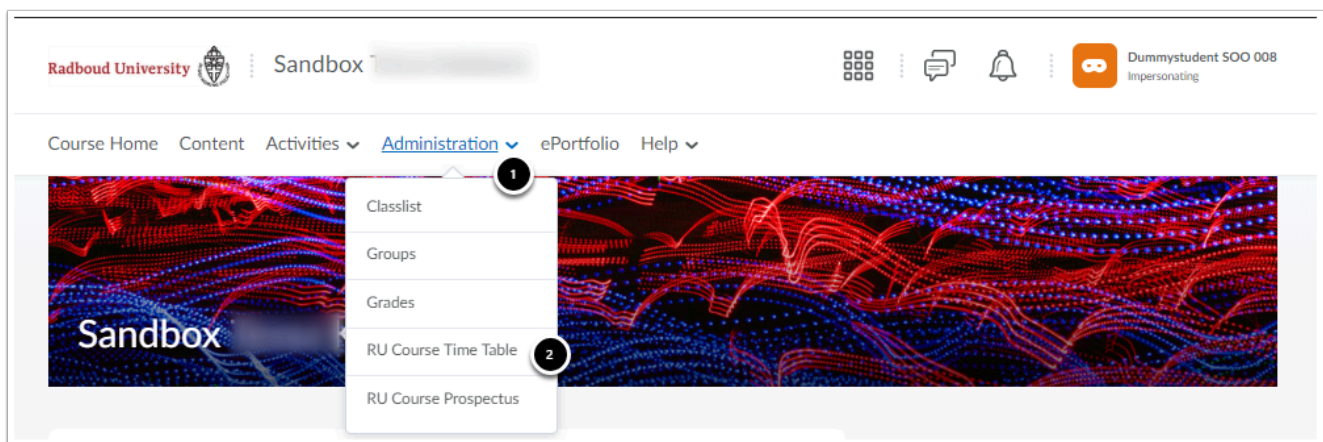 Radboud University
Sandbox
Dummystudent SOO 008
Impersonating
Course Home Content Activities Administration ePortfolio Help
1
Classlist
Groups
Grades
RU Course Time Table 2
RU Course Prospectus
Sandbox